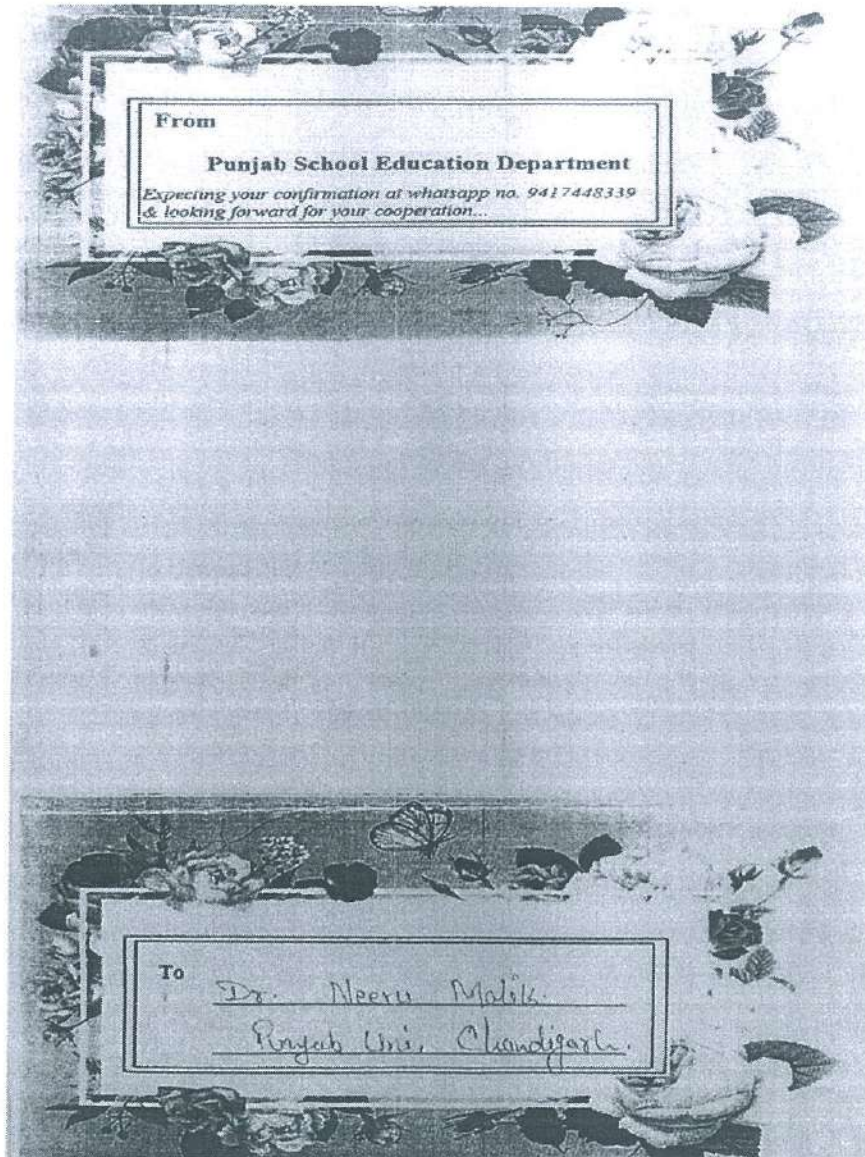 From
Punjab School Education Department
Expecting your confirmation at whatsapp no. 9417448339
& looking forward for your cooperation...
To
Dr. Neeru Malik.
Punjab Uni, Chandigarh.